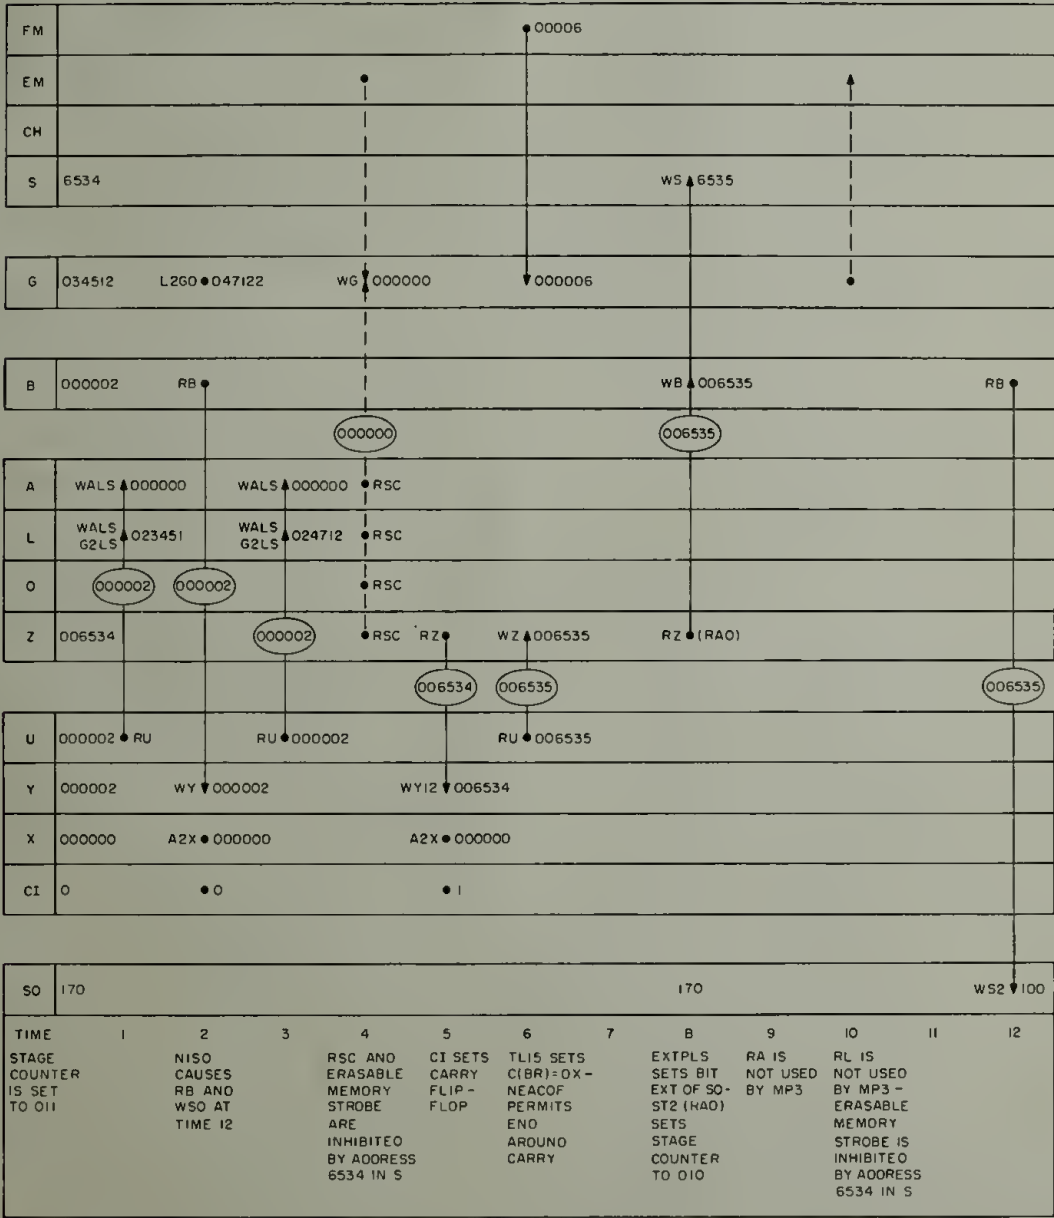 FM ●00006
EM
CH
S 6534 WS 6535
G 034512 L2GO 047122 WG 000000 000006
B 000002 RB WB 006535 RB
000000 006535
A WALS 000000 WALS 000000 RSC
L WALS G2LS 023451 WALS G2LS 024712 RSC
O 000002 000002 RSC
Z 006534 000002 RSC RZ WZ 006535 RZ (RAO)
006534 006535 006535
U 000002 RU RU 000002 RU 006535
Y 000002 WY 000002 WY12 006534
X 000000 A2X 000000 A2X 000000
CI 0 0 1
SO 170 170 WS2 100
TIME 1 2 3 4 5 6 7 8 9 10 11 12
STAGE
COUNTER
IS SET
TO 011
NISO
CAUSES
RB AND
WSO AT
TIME 12
RSC AND
ERASABLE
MEMORY
STROBE
ARE
INHIBITEO
BY AOORESS
6534 IN S
CI SETS
CARRY
FLIP-
FLOP
TL15 SETS
C(BR)=OX-
NEACOF
PERMITS
ENO
AROUND
CARRY
EXTPLS
SETS BIT
EXT OF SO-
ST2 (RAO)
SETS
STAGE
COUNTER
TO 010
RA IS
NOT USED
BY MP3
RL IS
NOT USED
BY MP3-
ERASABLE
MEMORY
STROBE IS
INHIBITEO
BY AOORESS
6534 IN S